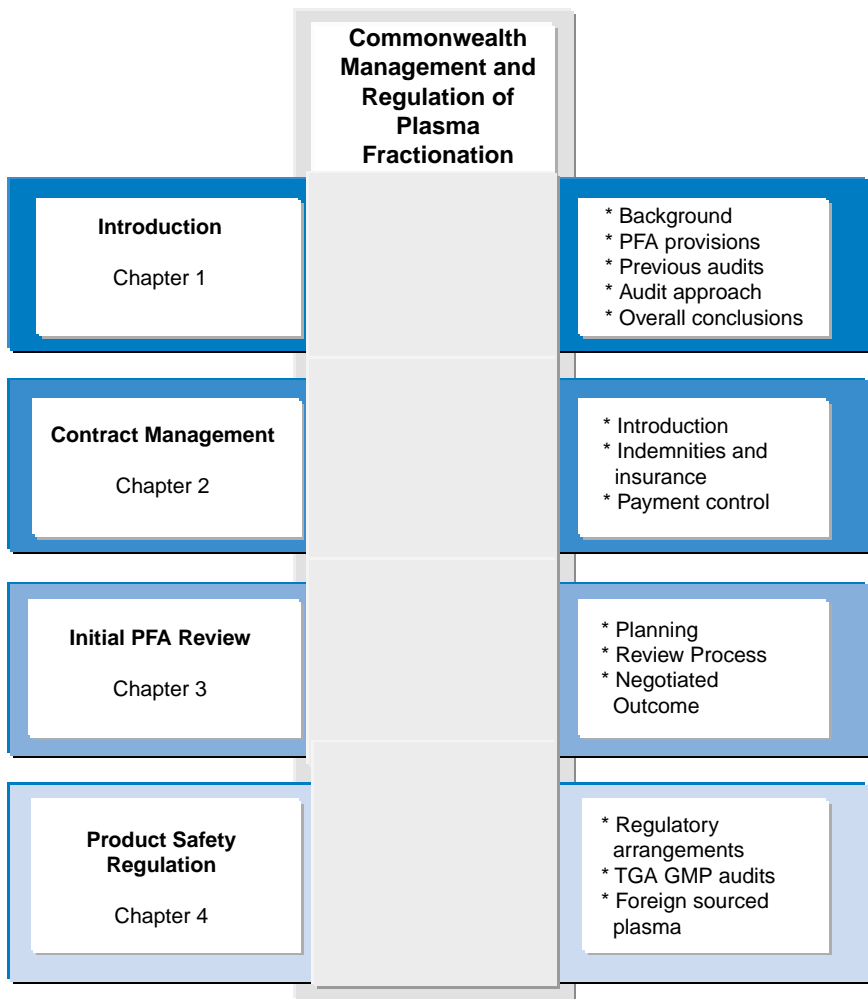 Commonwealth
Management and
Regulation of
Plasma
Fractionation
Introduction
Chapter 1
* Background
* PFA provisions
* Previous audits
* Audit approach
* Overall conclusions
Contract Management
Chapter 2
* Introduction
* Indemnities and
insurance
* Payment control
Initial PFA Review
Chapter 3
* Planning
* Review Process
* Negotiated
Outcome
Product Safety
Regulation
Chapter 4
* Regulatory
arrangements
* TGA GMP audits
* Foreign sourced
plasma